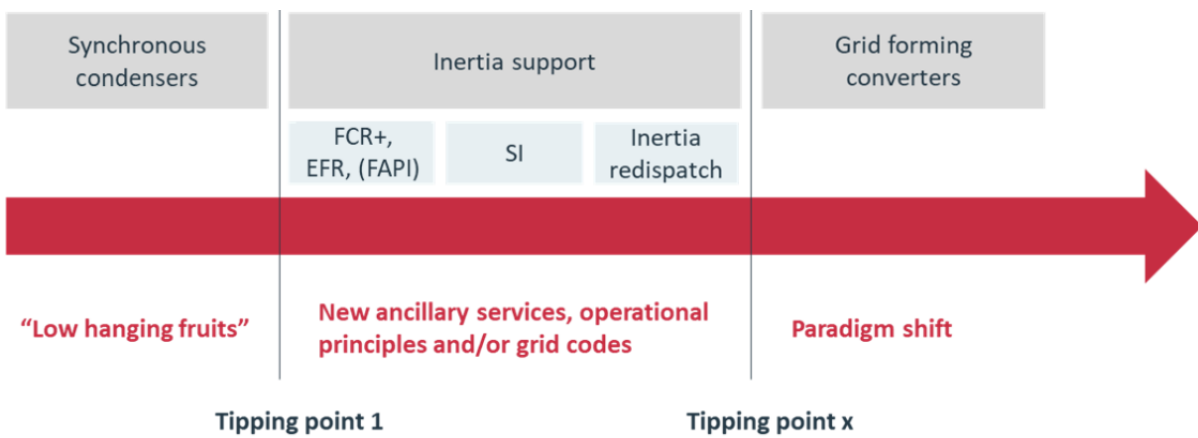 Synchronous
condensers
Inertia support
Grid forming
converters
FCR+,
EFR, (FAPI)
SI
Inertia
redispatch
“Low hanging fruits”
New ancillary services, operational
principles and/or grid codes
Paradigm shift
Tipping point 1
Tipping point x